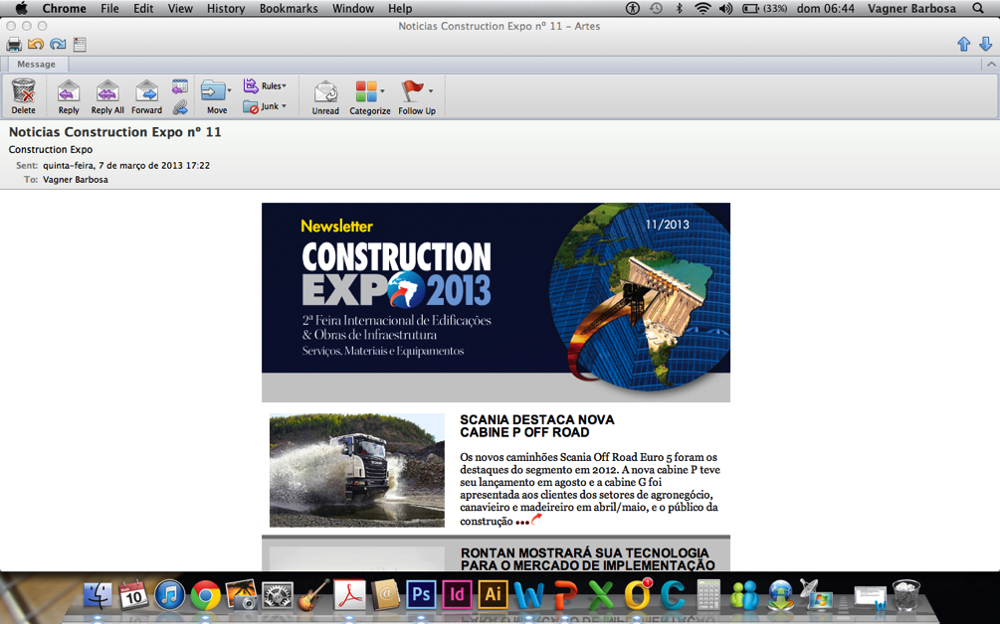 Chrome File Edit View History Bookmarks Window Help (33%) dom 06:44 Vagner Barbosa
Noticias Construction Expo nº 11 – Artes
Message
Delete Reply Reply All Forward Move Rules Junk Unread Categorize Follow Up
Noticias Construction Expo nº 11
Construction Expo
Sent: quinta-feira, 7 de março de 2013 17:22
To: Vagner Barbosa
Newsletter
11/2013
CONSTRUCTION
EXPO 2013
2ª Feira Internacional de Edificações
& Obras de Infraestrutura
Serviços, Materiais e Equipamentos
SCANIA DESTACA NOVA
CABINE P OFF ROAD
Os novos caminhões Scania Off Road Euro 5 foram os
destaques do segmento em 2012. A nova cabine P teve
seu lançamento em agosto e a cabine G foi
apresentada aos clientes dos setores de agronegócio,
canavieiro e madeireiro em abril/maio, e o público da
construção •••
RONTAN MOSTRARÁ SUA TECNOLOGIA
PARA O MERCADO DE IMPLEMENTAÇÃO
10
Ps Id Ai
1